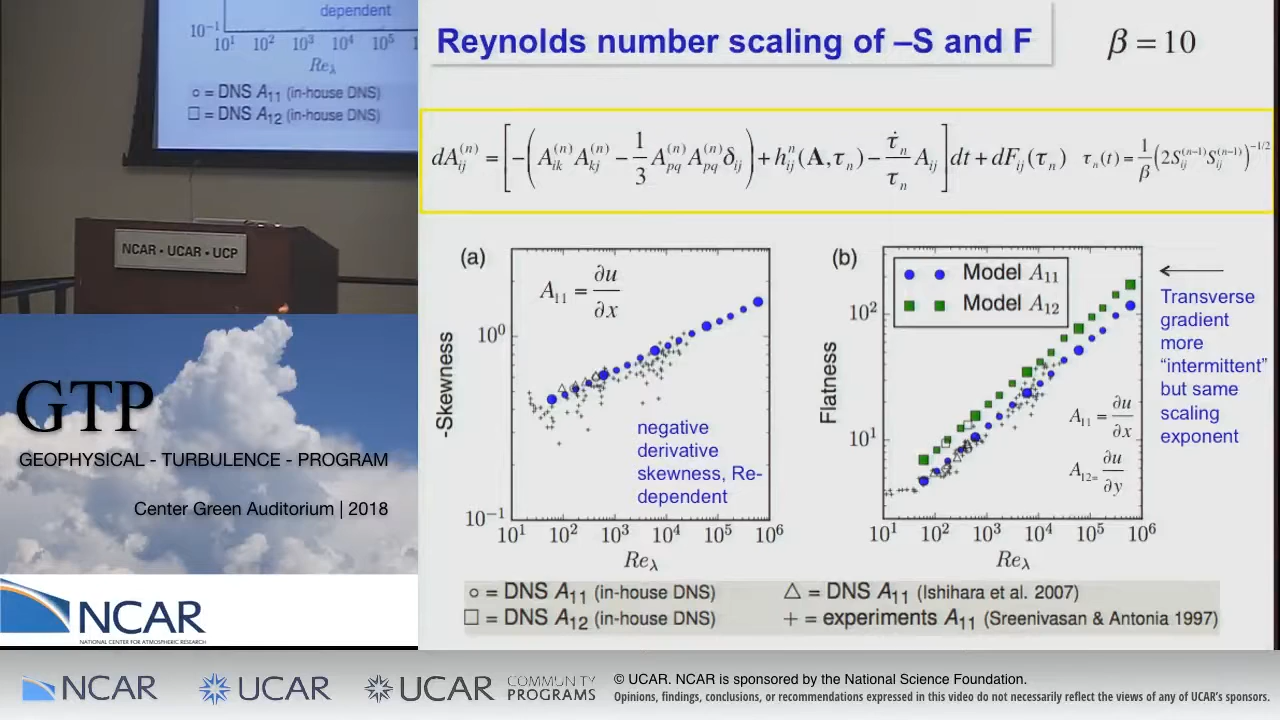 dependent
10⁻¹
10¹ 10² 10³ 10⁴ 10⁵
Reλ
○ = DNS A₁₁ (in-house DNS)
□ = DNS A₁₂ (in-house DNS)
NCAR • UCAR • UCP
GTP
GEOPHYSICAL - TURBULENCE - PROGRAM
Center Green Auditorium | 2018
NCAR
NATIONAL CENTER FOR ATMOSPHERIC RESEARCH
Reynolds number scaling of –S and F
β = 10
dA_ij^(n) = [ −( A_ik^(n) A_kj^(n) − 1/3 A_pq^(n) A_pq^(n) δ_ij ) + h_ij^n (A,τ_n) − τ̇_n/τ_n A_ij ] dt + dF_ij(τ_n) τ_n(t) = 1/β (2S_ij^(n−1) S_ij^(n−1))^−1/2
(a)
A₁₁ = ∂u/∂x
-Skewness
10⁰
10⁻¹
negative
derivative
skewness, Re-
dependent
10¹ 10² 10³ 10⁴ 10⁵ 10⁶
Reλ
(b)
Model A₁₁
Model A₁₂
Flatness
10²
10¹
A₁₁ = ∂u/∂x
A₁₂= ∂u/∂y
10¹ 10² 10³ 10⁴ 10⁵ 10⁶
Reλ
Transverse
gradient
more
“intermittent”
but same
scaling
exponent
○ = DNS A₁₁ (in-house DNS)
□ = DNS A₁₂ (in-house DNS)
△ = DNS A₁₁ (Ishihara et al. 2007)
+ = experiments A₁₁ (Sreenivasan & Antonia 1997)
NCAR
UCAR
UCAR
COMMUNITY
PROGRAMS
© UCAR. NCAR is sponsored by the National Science Foundation.
Opinions, findings, conclusions, or recommendations expressed in this video do not necessarily reflect the views of any of UCAR's sponsors.